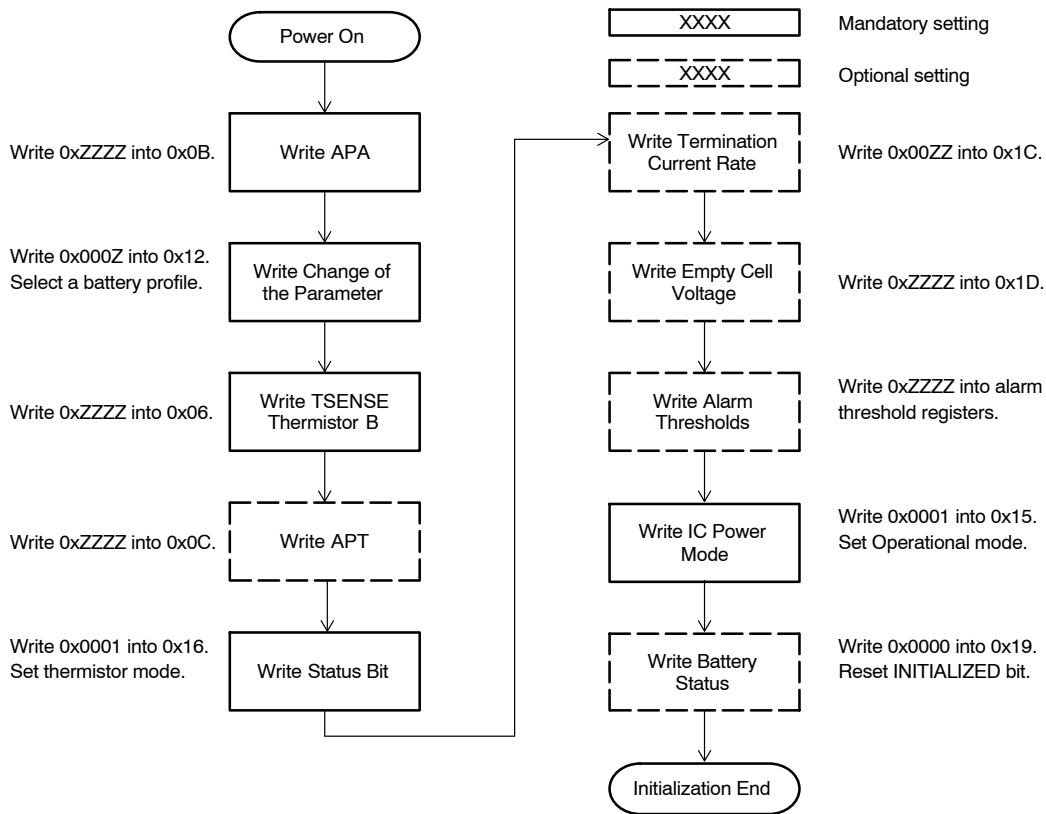 Power On
Write 0xZZZZ into 0x0B.
Write APA
Write 0x000Z into 0x12.
Select a battery profile.
Write Change of
the Parameter
Write 0xZZZZ into 0x06.
Write TSENSE
Thermistor B
Write 0xZZZZ into 0x0C.
Write APT
Write 0x0001 into 0x16.
Set thermistor mode.
Write Status Bit
XXXX
Mandatory setting
XXXX
Optional setting
Write Termination
Current Rate
Write 0x00ZZ into 0x1C.
Write Empty Cell
Voltage
Write 0xZZZZ into 0x1D.
Write Alarm
Thresholds
Write 0xZZZZ into alarm
threshold registers.
Write IC Power
Mode
Write 0x0001 into 0x15.
Set Operational mode.
Write Battery
Status
Write 0x0000 into 0x19.
Reset INITIALIZED bit.
Initialization End